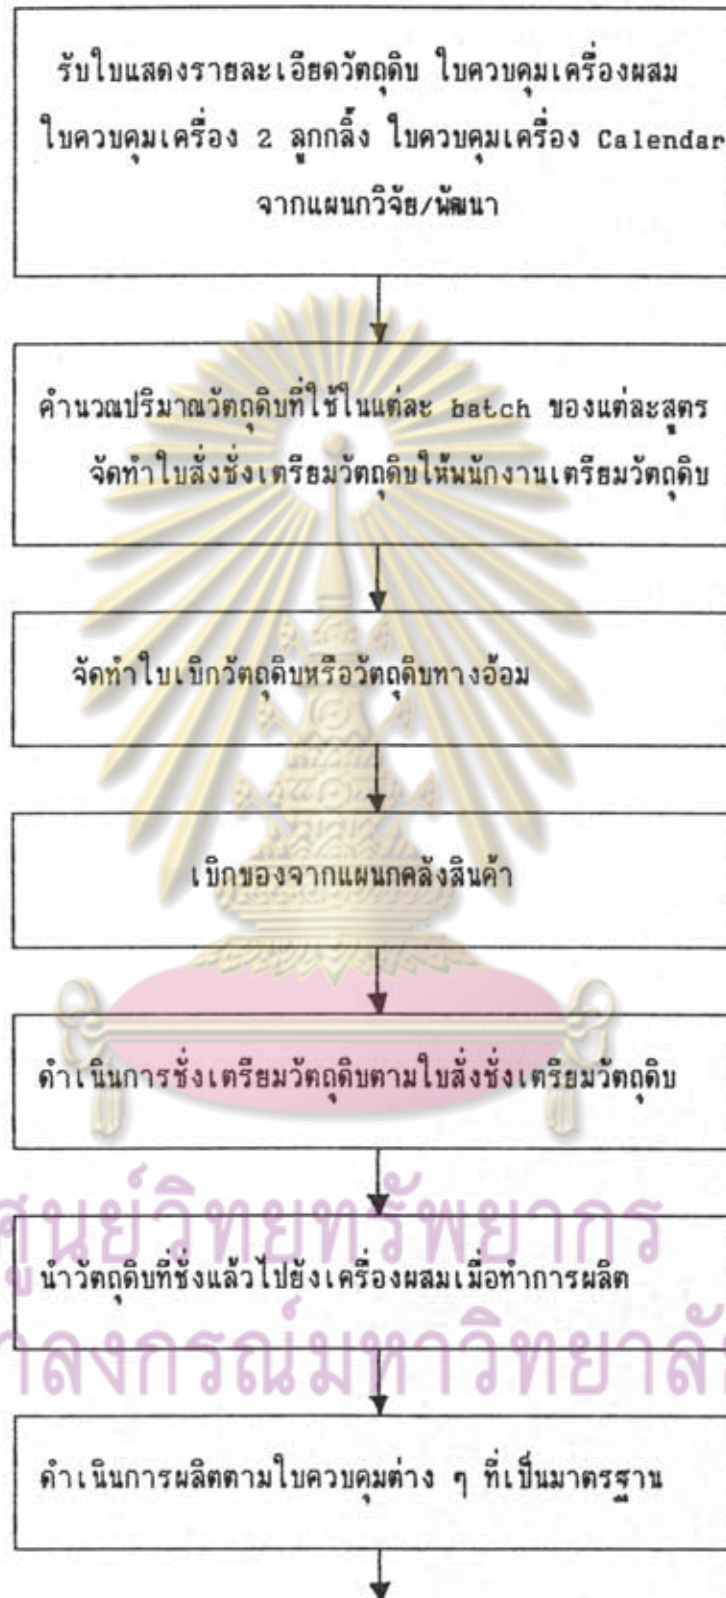 รับใบแสดงรายละเอียดวัตถุดิบ ใบควบคุมเครื่องผสม
ใบควบคุมเครื่อง 2 ลูกกลิ้ง ใบควบคุมเครื่อง Calendar
จากแผนกวิจัย/พัฒนา
คำนวณปริมาณวัตถุดิบที่ใช้ในแต่ละ batch ของแต่ละสูตร
จัดทำใบสั่งชั่งเตรียมวัตถุดิบให้พนักงานเตรียมวัตถุดิบ
จัดทำใบเบิกวัตถุดิบหรือวัตถุดิบทางอ้อม
เบิกของจากแผนกคลังสินค้า
ดำเนินการชั่งเตรียมวัตถุดิบตามใบสั่งชั่งเตรียมวัตถุดิบ
ศูนย์วิทยทรัพยากร
นำวัตถุดิบที่ชั่งแล้วไปยังเครื่องผสมเมื่อทำการผลิต
าลงกรณ์มหาวิทยาลั
ดำเนินการผลิตตามใบควบคุมต่าง ๆ ที่เป็นมาตรฐาน